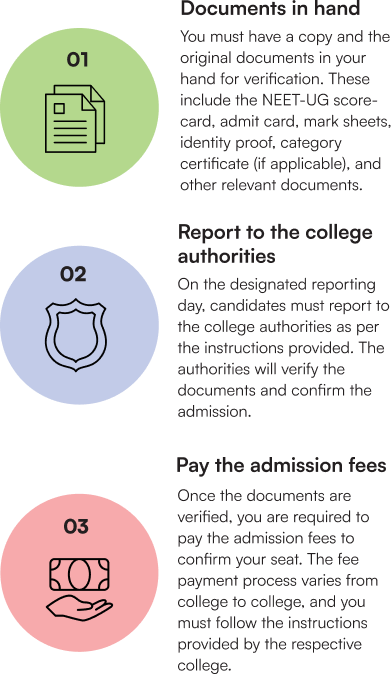 Documents in hand
01
You must have a copy and the
original documents in your
hand for verification. These
include the NEET-UG score-
card, admit card, mark sheets,
identity proof, category
certificate (if applicable), and
other relevant documents.
Report to the college
authorities
02
On the designated reporting
day, candidates must report to
the college authorities as per
the instructions provided. The
authorities will verify the
documents and confirm the
admission.
Pay the admission fees
03
Once the documents are
verified, you are required to
pay the admission fees to
confirm your seat. The fee
payment process varies from
college to college, and you
must follow the instructions
provided by the respective
college.